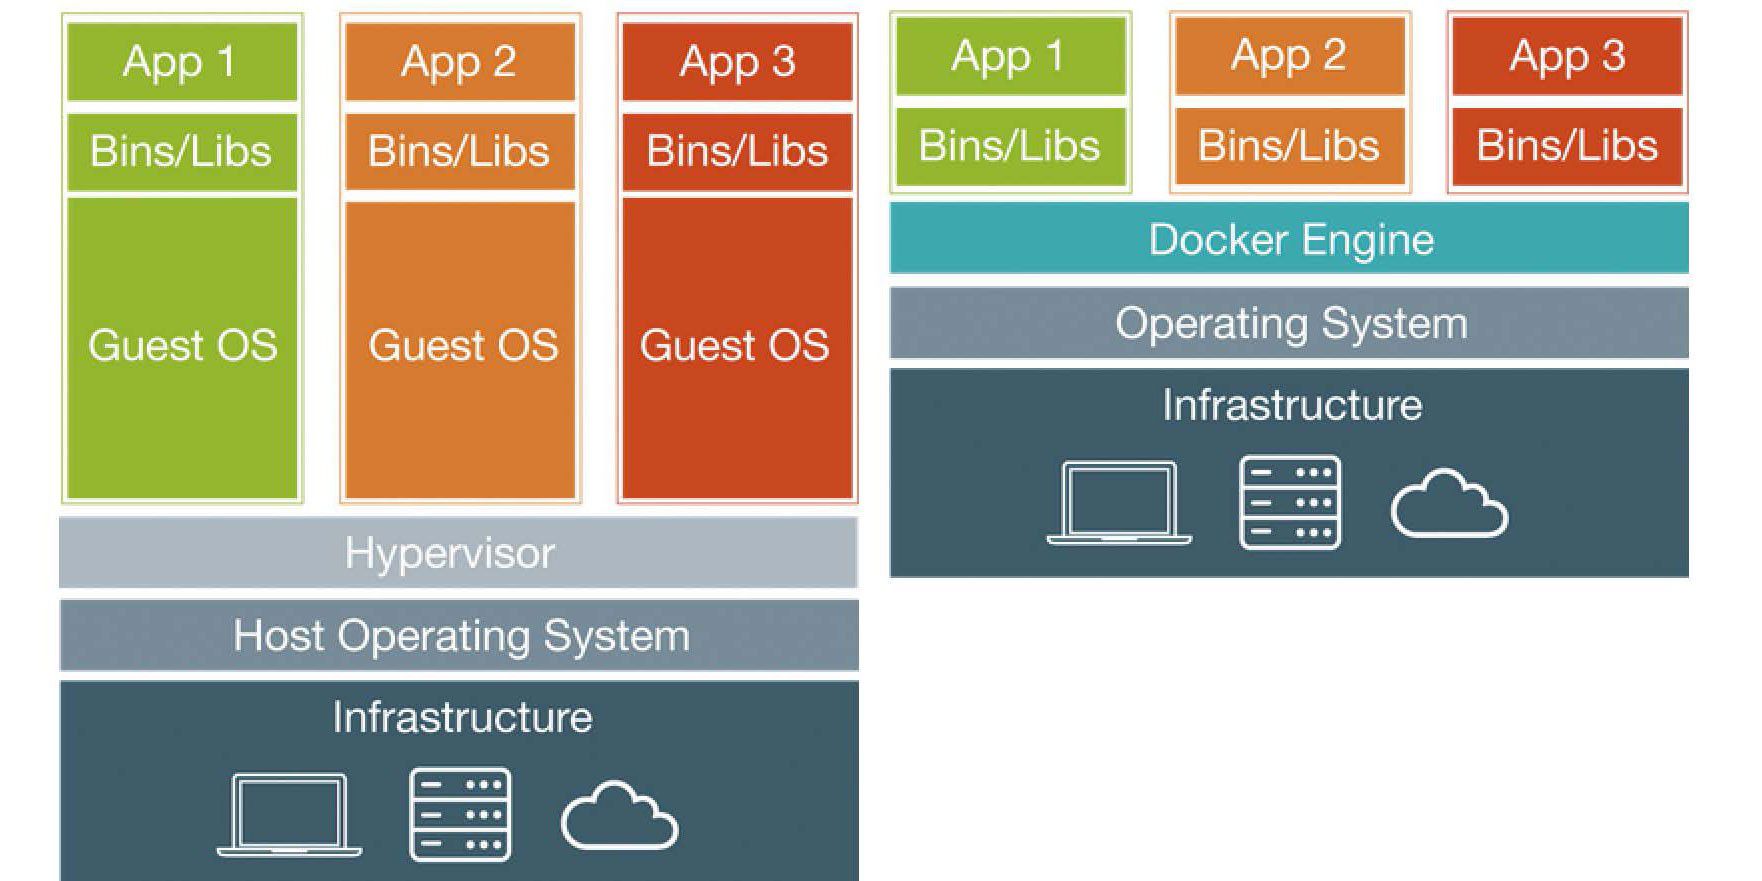 App 1
App 2
App 3
Bins/Libs
Bins/Libs
Bins/Libs
Guest OS
Guest OS
Guest OS
Hypervisor
Host Operating System
Infrastructure
App 1
App 2
App 3
Bins/Libs
Bins/Libs
Bins/Libs
Docker Engine
Operating System
Infrastructure